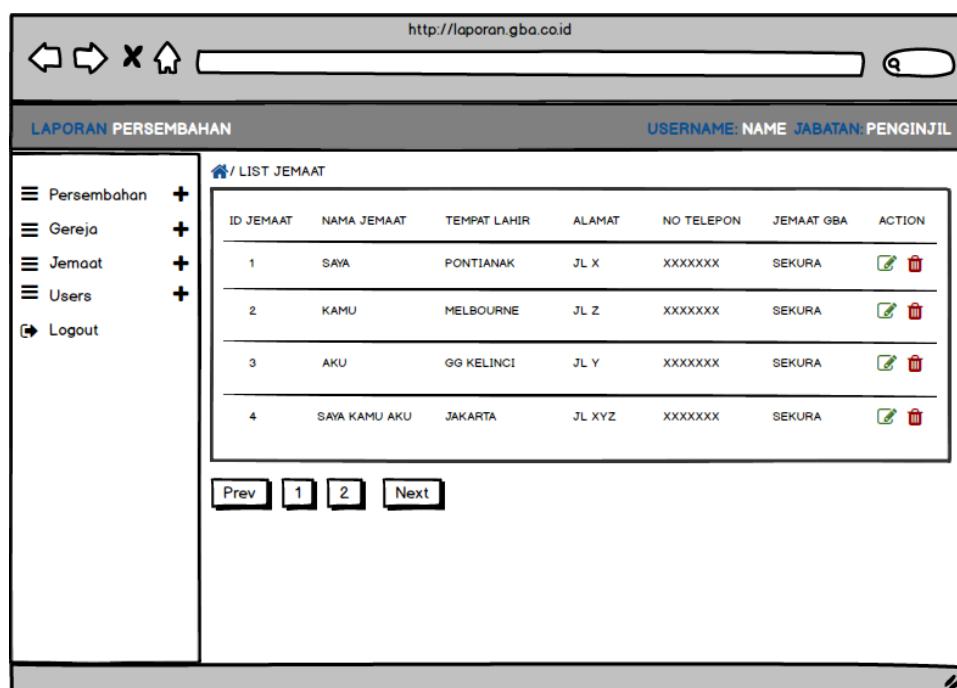 http://laporan.gba.co.id
LAPORAN PERSEMBAHAN USERNAME: NAME JABATAN: PENGINJIL
/ LIST JEMAAT
Persembahan
Gereja
Jemaat
Users
Logout
ID JEMAAT NAMA JEMAAT TEMPAT LAHIR ALAMAT NO TELEPON JEMAAT GBA ACTION
1 SAYA PONTIANAK JL X XXXXXXX SEKURA
2 KAMU MELBOURNE JL Z XXXXXXX SEKURA
3 AKU GG KELINCI JL Y XXXXXXX SEKURA
4 SAYA KAMU AKU JAKARTA JL XYZ XXXXXXX SEKURA
Prev 1 2 Next